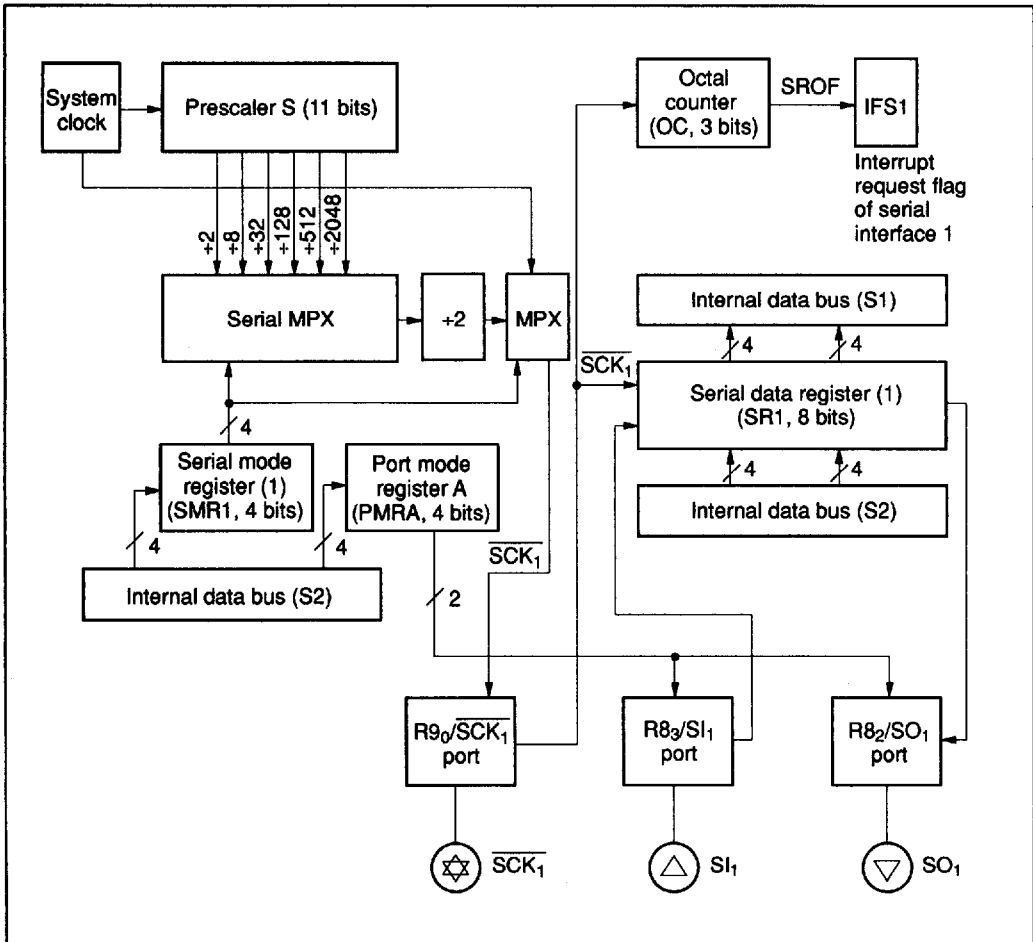 System
clock
Prescaler S (11 bits)
÷2
÷8
÷32
÷128
÷512
÷2048
Octal
counter
(OC, 3 bits)
SROF
IFS1
Interrupt
request flag
of serial
interface 1
Serial MPX
÷2
MPX
Internal data bus (S1)
4
4
S̅C̅K̅₁
Serial data register (1)
(SR1, 8 bits)
4
4
Internal data bus (S2)
4
Serial mode
register (1)
(SMR1, 4 bits)
Port mode
register A
(PMRA, 4 bits)
4
4
Internal data bus (S2)
2
S̅C̅K̅₁
R9₀/S̅C̅K̅₁
port
R8₃/SI₁
port
R8₂/SO₁
port
S̅C̅K̅₁
SI₁
SO₁